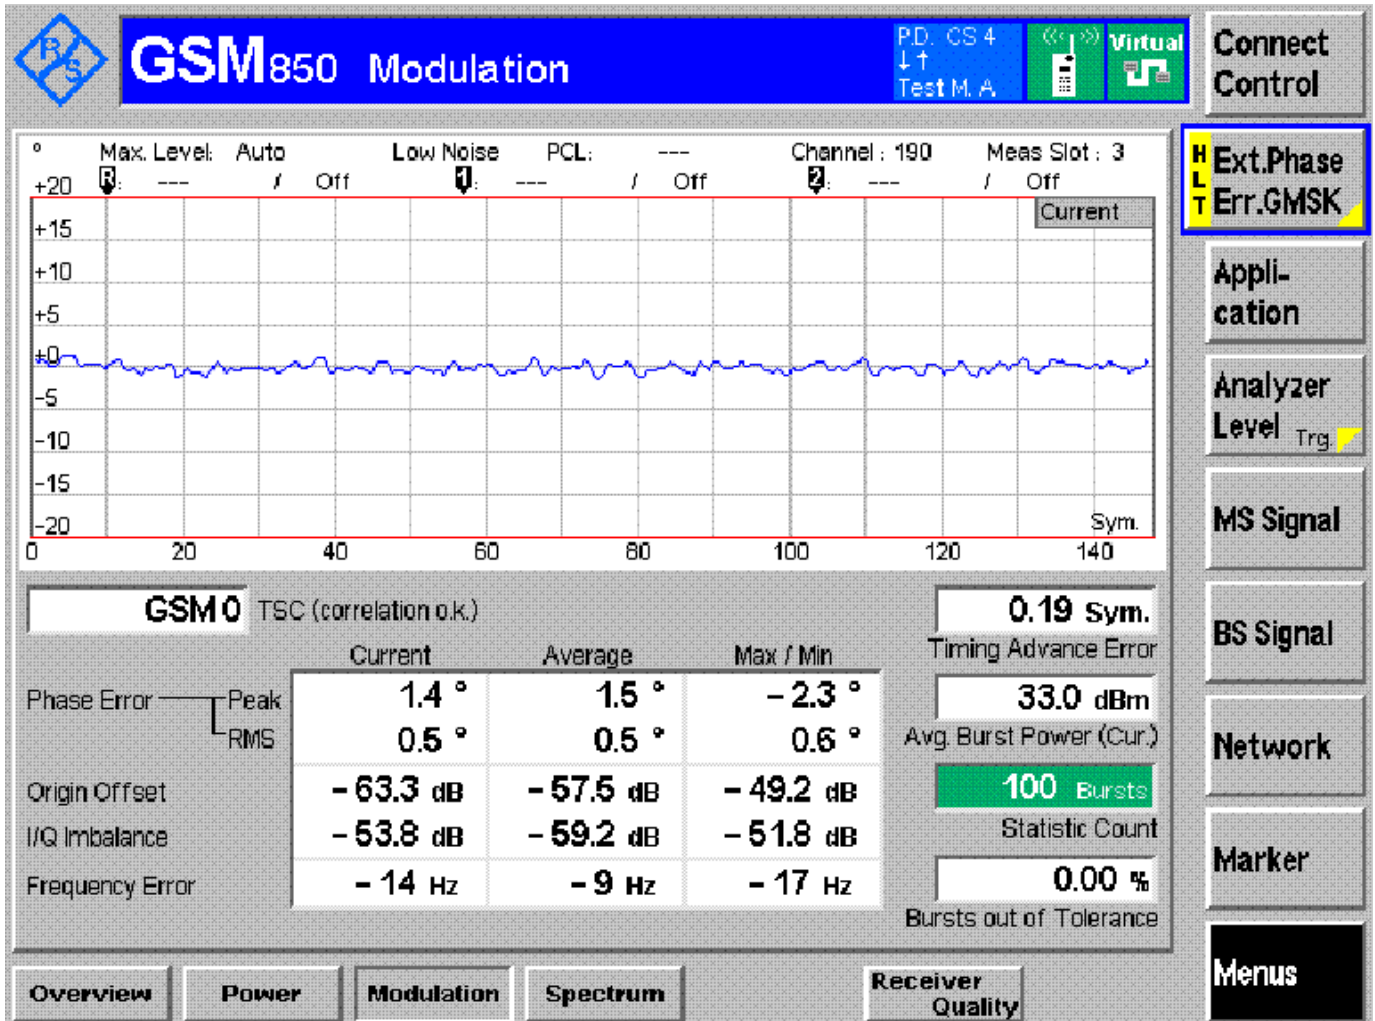 R/S
GSM850 Modulation
P.D. CS 4
↓↑
Test M. A.
Virtual
Connect
Control
° Max. Level: Auto Low Noise PCL: --- Channel : 190 Meas Slot : 3
R: --- / Off 1: --- / Off 2: --- / Off
Current
+20
+15
+10
+5
+0
-5
-10
-15
-20
Sym.
0 20 40 60 80 100 120 140
HLT
Ext.Phase
Err.GMSK
Appli-
cation
Analyzer
Level Trg.
MS Signal
BS Signal
Network
Marker
Menus
GSM 0 TSC (correlation o.k.)
0.19 Sym.
Timing Advance Error
Current Average Max / Min
Phase Error Peak 1.4 ° 1.5 ° – 2.3 °
RMS 0.5 ° 0.5 ° 0.6 °
33.0 dBm
Avg. Burst Power (Cur.)
Origin Offset – 63.3 dB – 57.5 dB – 49.2 dB
I/Q Imbalance – 53.8 dB – 59.2 dB – 51.8 dB
Frequency Error – 14 Hz – 9 Hz – 17 Hz
100 Bursts
Statistic Count
0.00 %
Bursts out of Tolerance
Overview Power Modulation Spectrum
Receiver
Quality